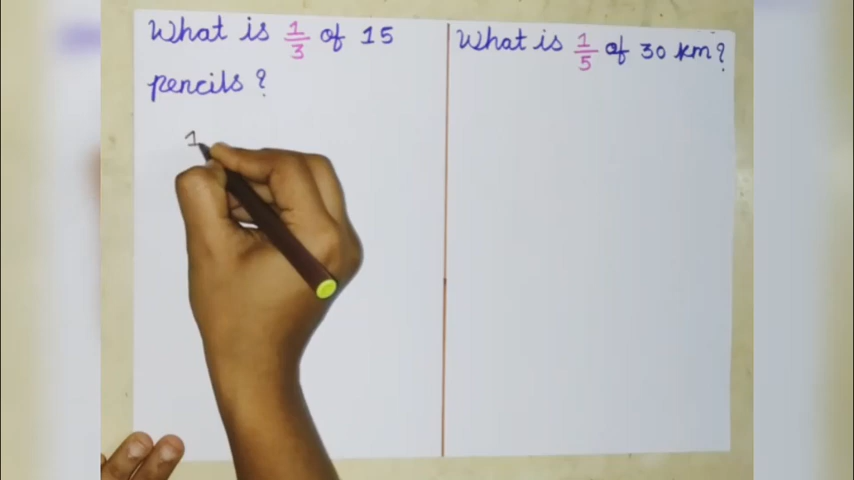 What is 1/3 of 15
pencils?
1
What is 1/5 of 30 km?